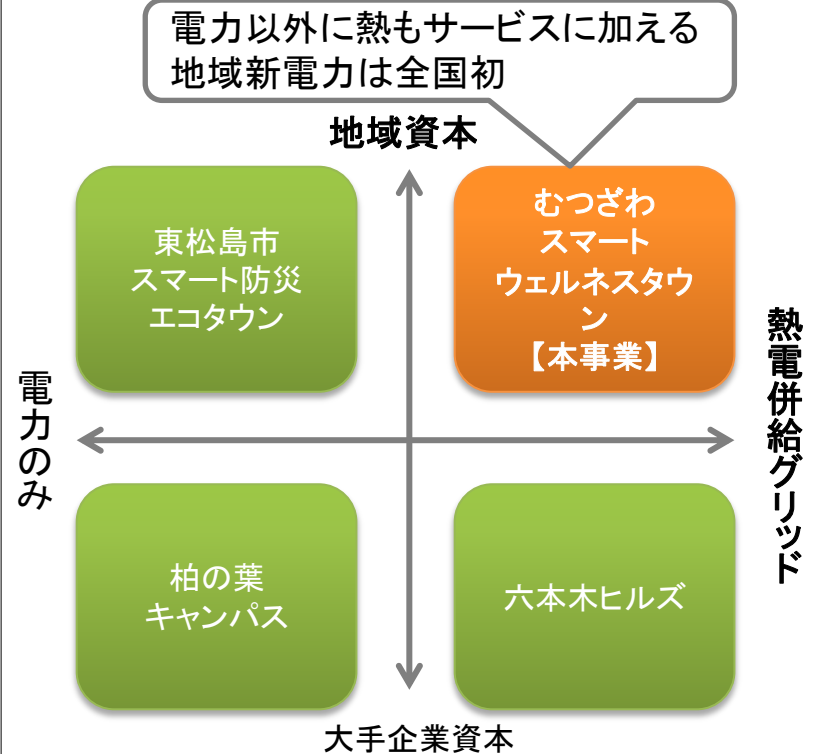 電力以外に熱もサービスに加える
地域新電力は全国初
地域資本
東松島市
スマート防災
エコタウン
むつざわ
スマート
ウェルネスタウ
ン
【本事業】
電力のみ
熱電併給グリッド
柏の葉
キャンパス
六本木ヒルズ
大手企業資本